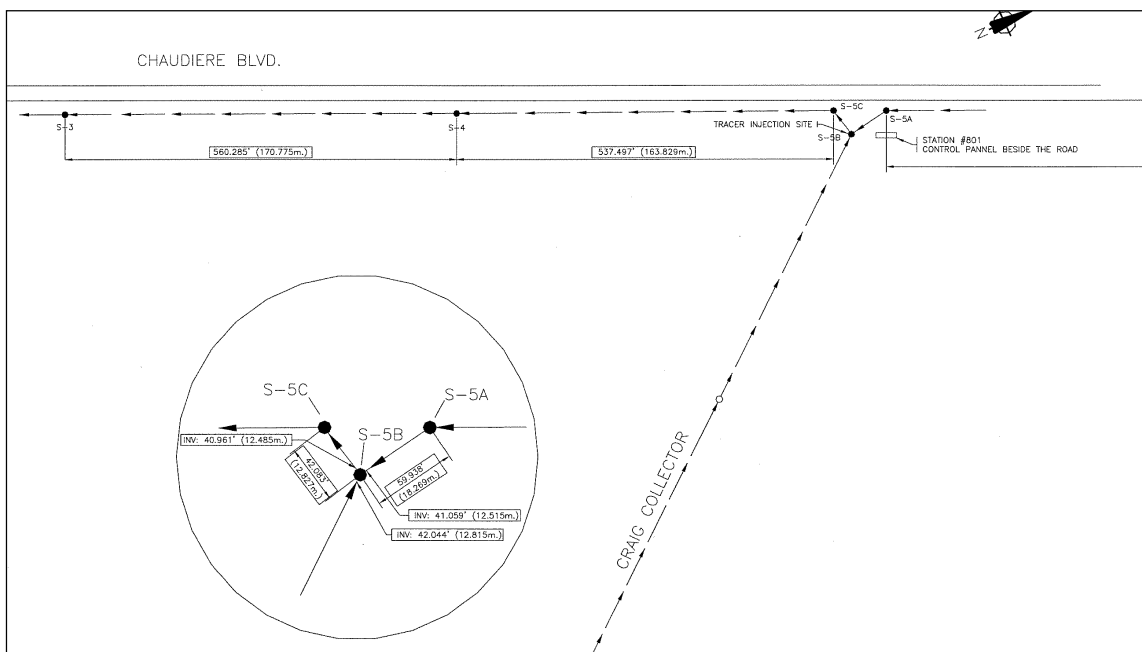 N
CHAUDIERE BLVD.
S-3
S-4
S-5C
S-5A
TRACER INJECTION SITE
S-5B
STATION #801
CONTROL PANNEL BESIDE THE ROAD
560.285' (170.775m.)
537.497' (163.829m.)
CRAIG COLLECTOR
S-5C
S-5A
S-5B
INV: 40.961' (12.485m.)
42.083'
(12.827m.)
59.938'
(18.269m.)
INV: 41.059' (12.515m.)
INV: 42.044' (12.815m.)